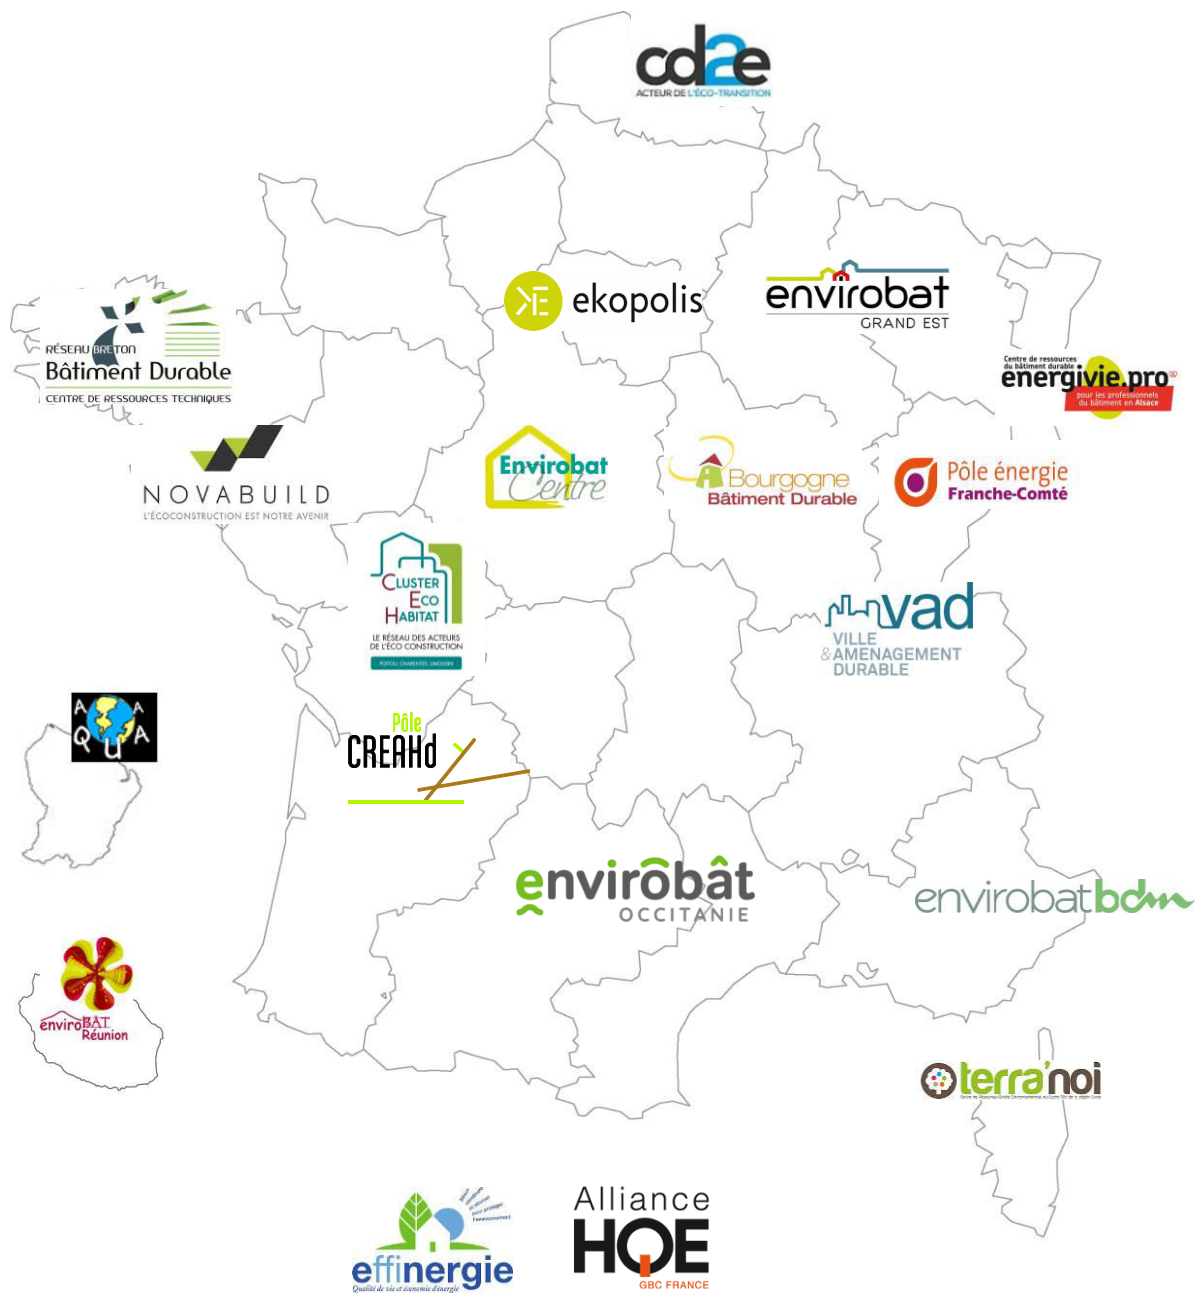 cd2e
ACTEUR DE L'ÉCO-TRANSITION
ekopolis
envirobat
GRAND EST
RÉSEAU BRETON
Bâtiment Durable
CENTRE DE RESSOURCES TECHNIQUES
Centre de ressources
du bâtiment durable
energivie.pro
pour les professionnels
du bâtiment en Alsace
NOVABUILD
L'ÉCOCONSTRUCTION EST NOTRE AVENIR
Envirobat
Centre
Bourgogne
Bâtiment Durable
Pôle énergie
Franche-Comté
CLUSTER
ECO
HABITAT
LE RÉSEAU DES ACTEURS
DE L'ÉCO CONSTRUCTION
POITOU CHARENTES LIMOUSIN
vad
VILLE
&AMENAGEMENT
DURABLE
A A
A
Q U A
Pôle
CREAHd
envirobât
OCCITANIE
envirobatbdm
enviroBAT
Réunion
terra'noi
effinergie
Qualité de vie et économie d'énergie
Alliance
HQE
GBC FRANCE